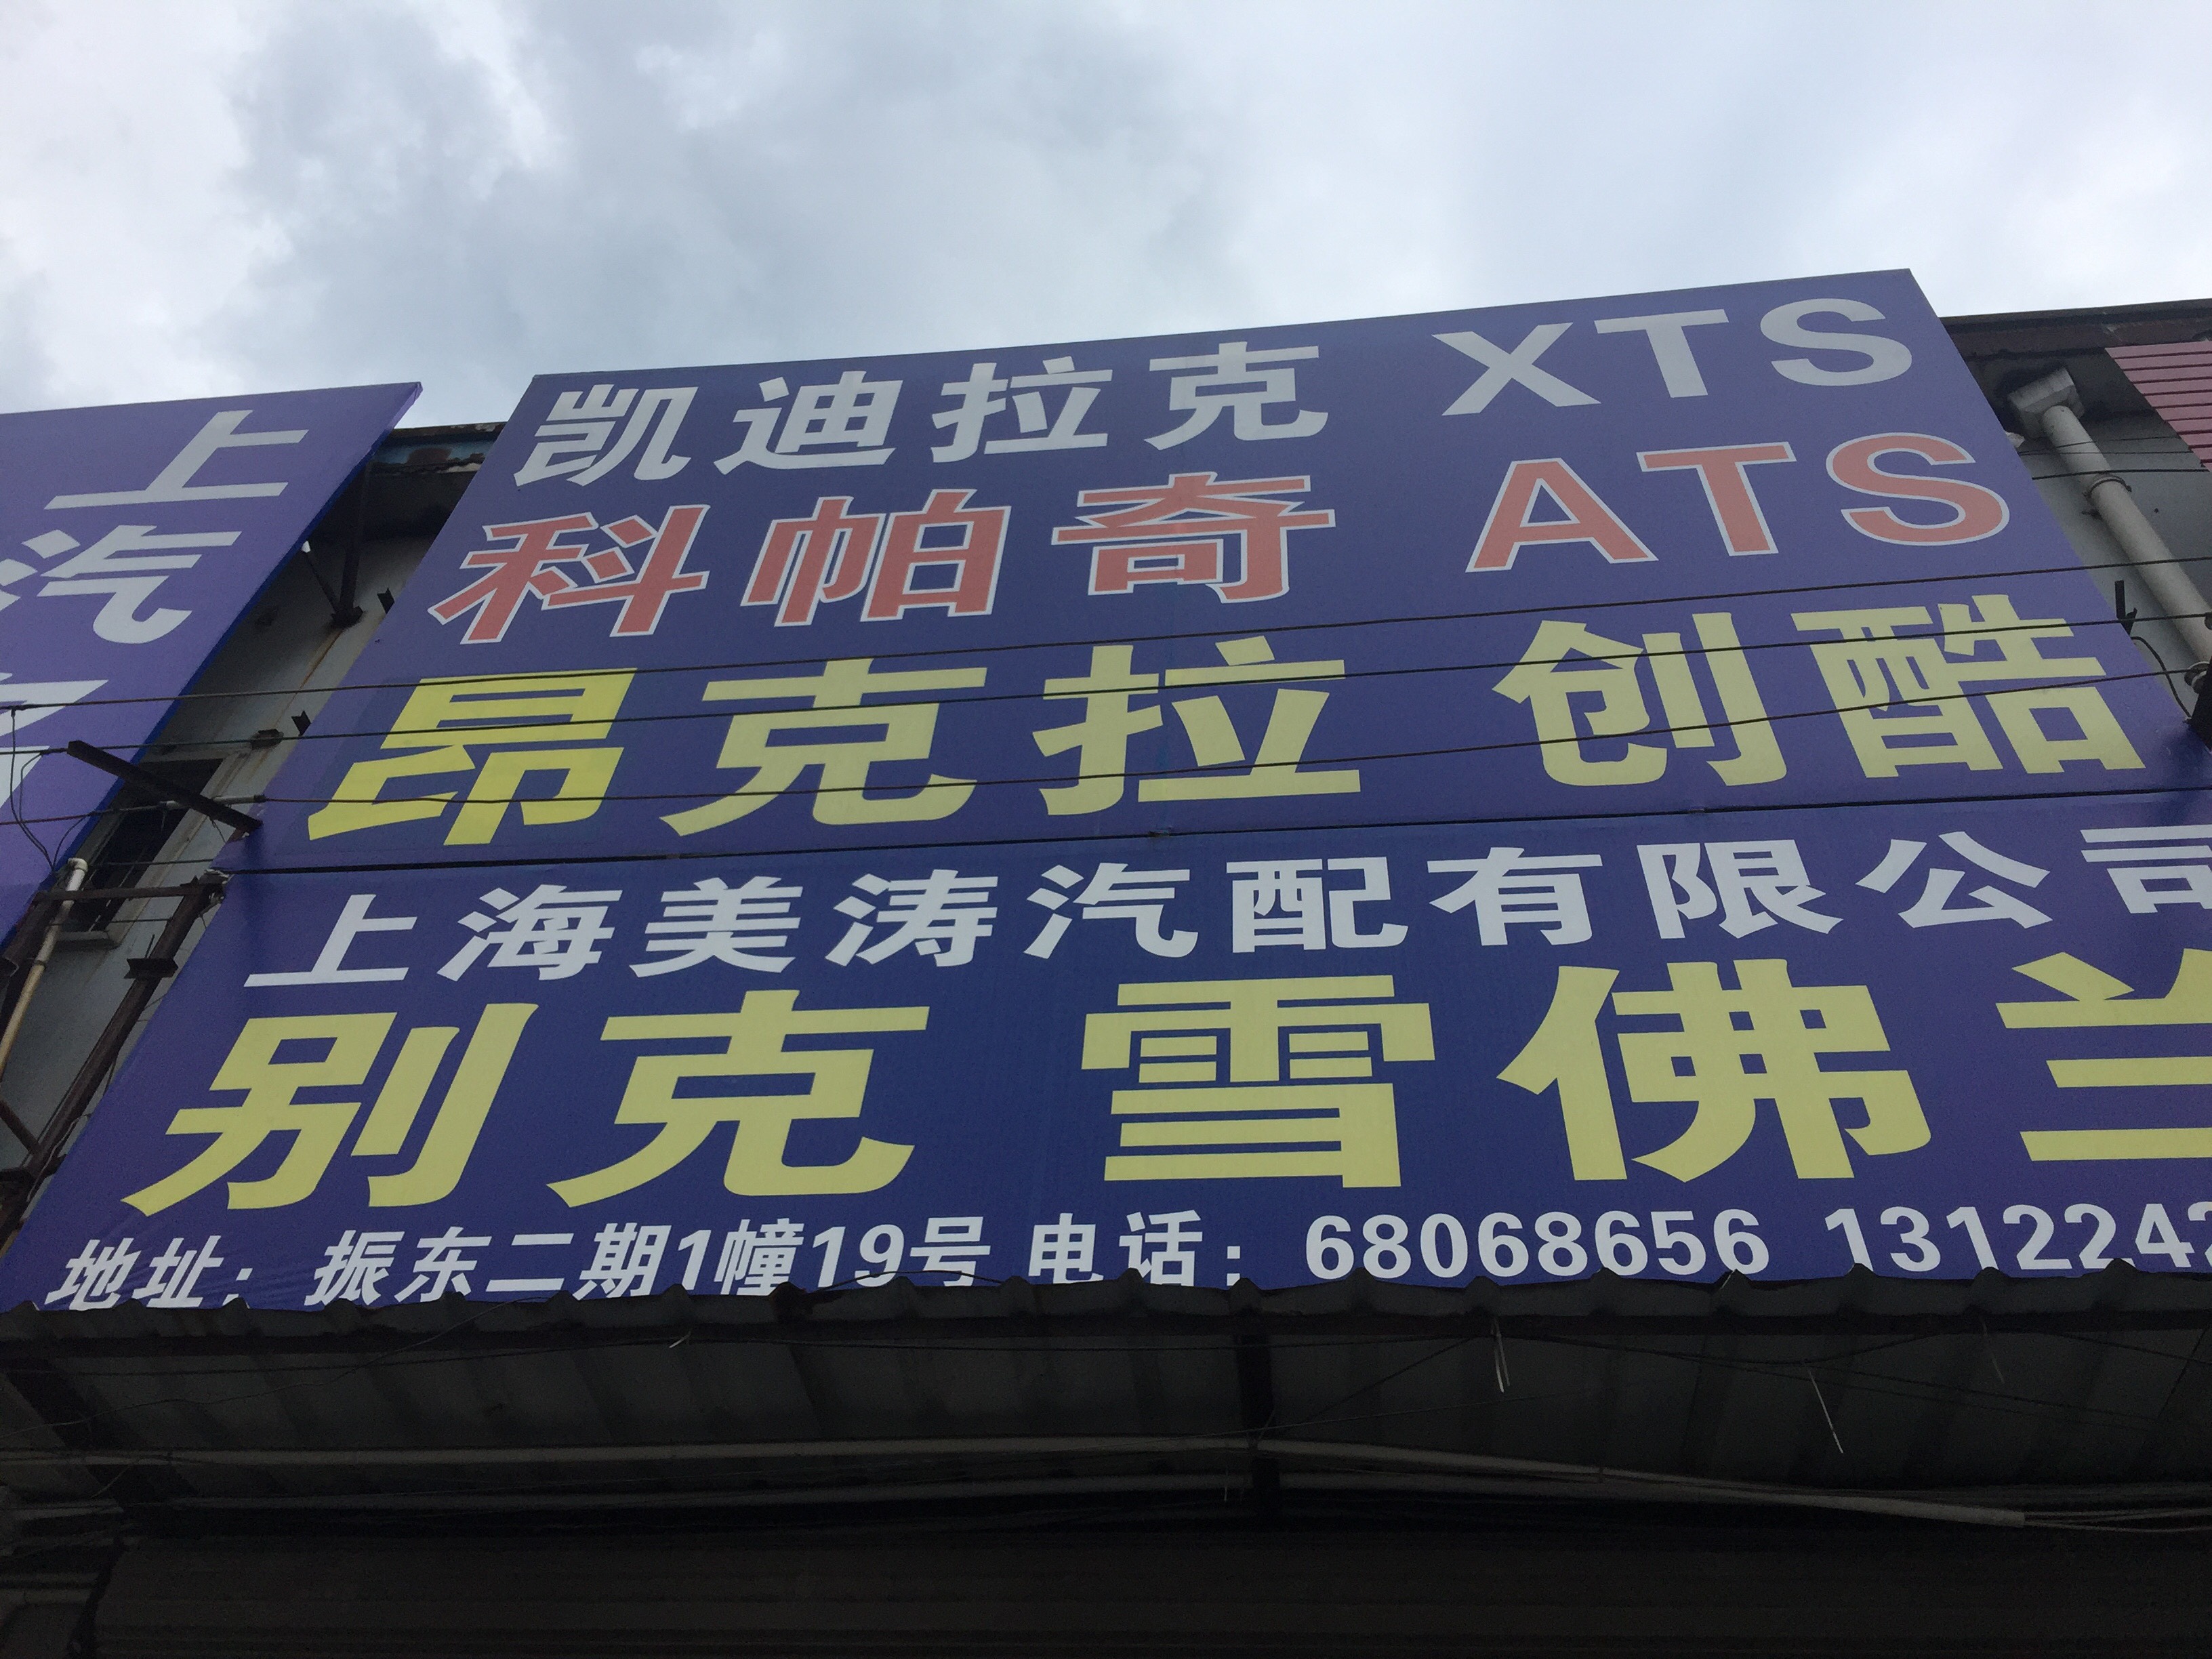 上
汽
凯迪拉克 XTS
科帕奇 ATS
昂克拉 创酷
上海美涛汽配有限公司
别克 雪佛兰
地址：振东二期1幢19号 电话：68068656 1312242